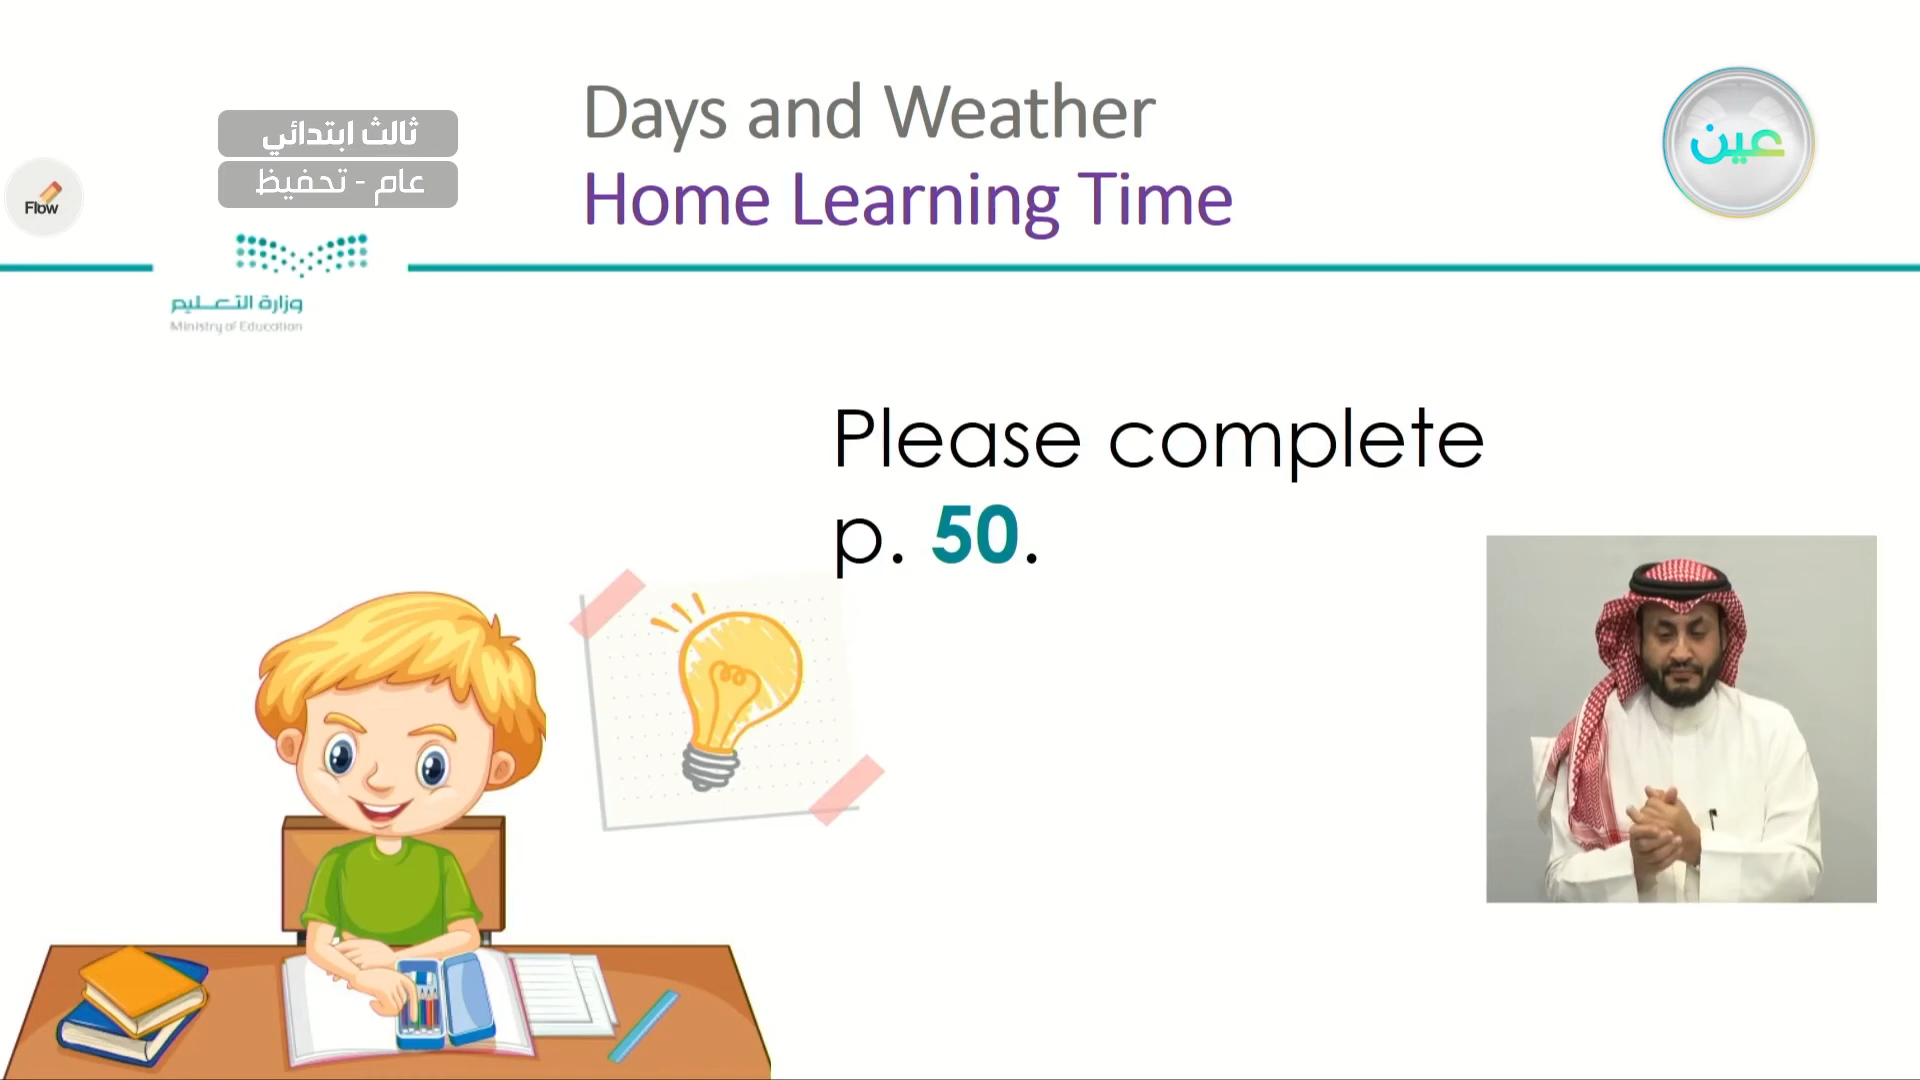 Days and Weather
Home Learning Time
ثالث ابتدائي
عام - تحفيظ
عين
Flow
وزارة التعليم
Ministry of Education
Please complete
p. 50.